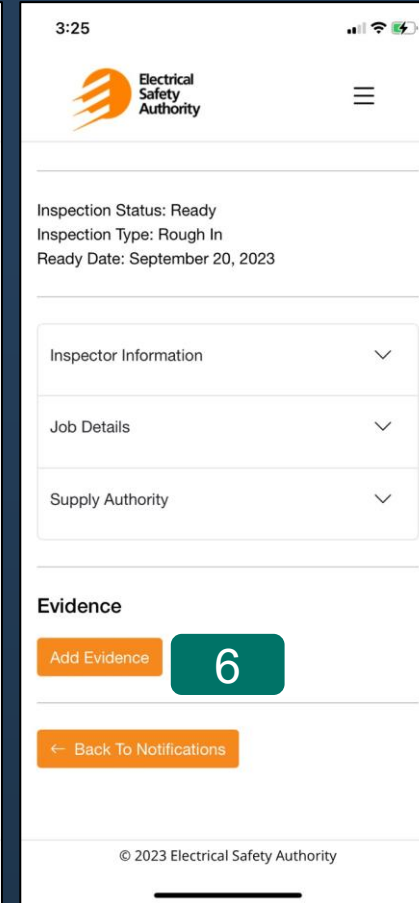 3:25
Electrical
Safety
Authority
Inspection Status: Ready
Inspection Type: Rough In
Ready Date: September 20, 2023
Inspector Information
Job Details
Supply Authority
Evidence
Add Evidence
6
← Back To Notifications
© 2023 Electrical Safety Authority